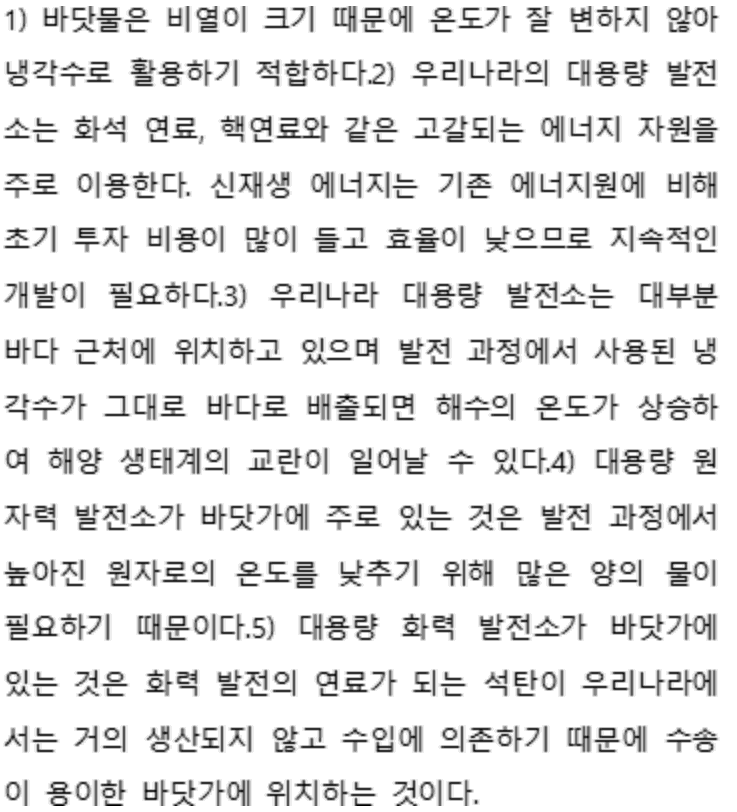 1) 바닷물은 비열이 크기 때문에 온도가 잘 변하지 않아
냉각수로 활용하기 적합하다.2) 우리나라의 대용량 발전
소는 화석 연료, 핵연료와 같은 고갈되는 에너지 자원을
주로 이용한다. 신재생 에너지는 기존 에너지원에 비해
초기 투자 비용이 많이 들고 효율이 낮으므로 지속적인
개발이 필요하다.3) 우리나라 대용량 발전소는 대부분
바다 근처에 위치하고 있으며 발전 과정에서 사용된 냉
각수가 그대로 바다로 배출되면 해수의 온도가 상승하
여 해양 생태계의 교란이 일어날 수 있다.4) 대용량 원
자력 발전소가 바닷가에 주로 있는 것은 발전 과정에서
높아진 원자로의 온도를 낮추기 위해 많은 양의 물이
필요하기 때문이다.5) 대용량 화력 발전소가 바닷가에
있는 것은 화력 발전의 연료가 되는 석탄이 우리나라에
서는 거의 생산되지 않고 수입에 의존하기 때문에 수송
이 용이한 바닷가에 위치하는 것이다.